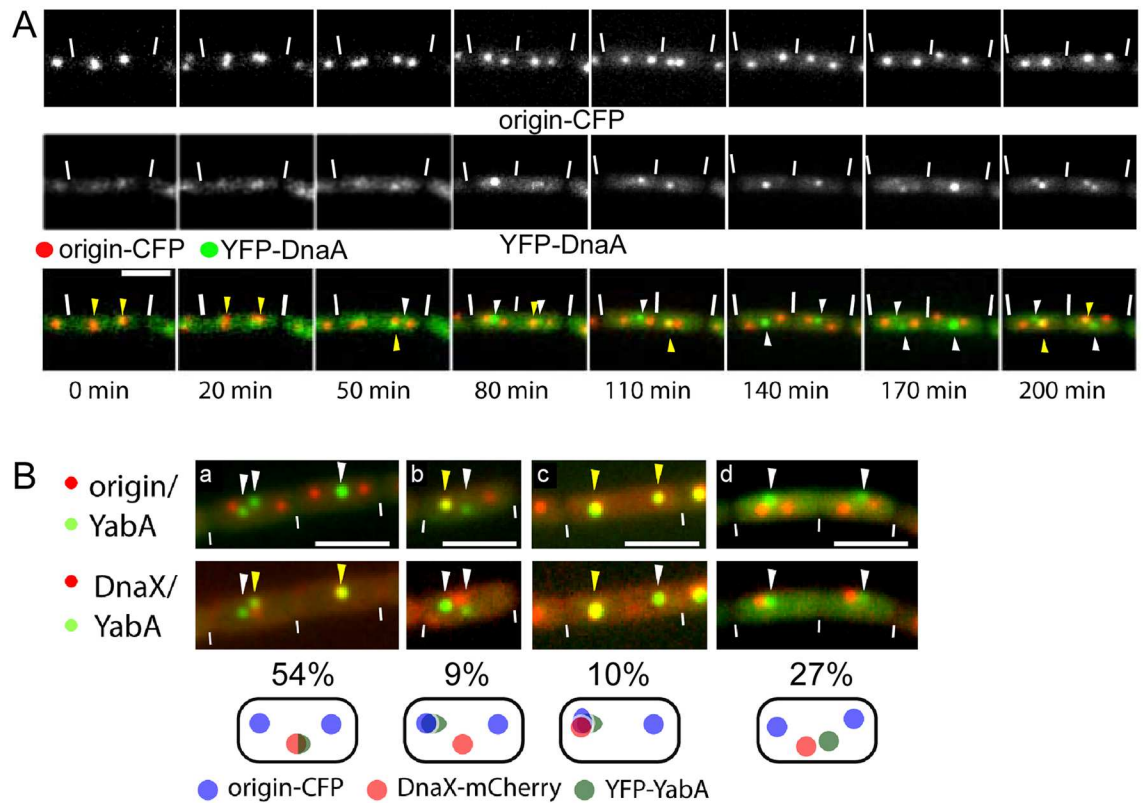 A
origin-CFP
YFP-DnaA
origin-CFP YFP-DnaA
0 min 20 min 50 min 80 min 110 min 140 min 170 min 200 min
B
a b c d
origin/
YabA
DnaX/
YabA
54% 9% 10% 27%
origin-CFP DnaX-mCherry YFP-YabA